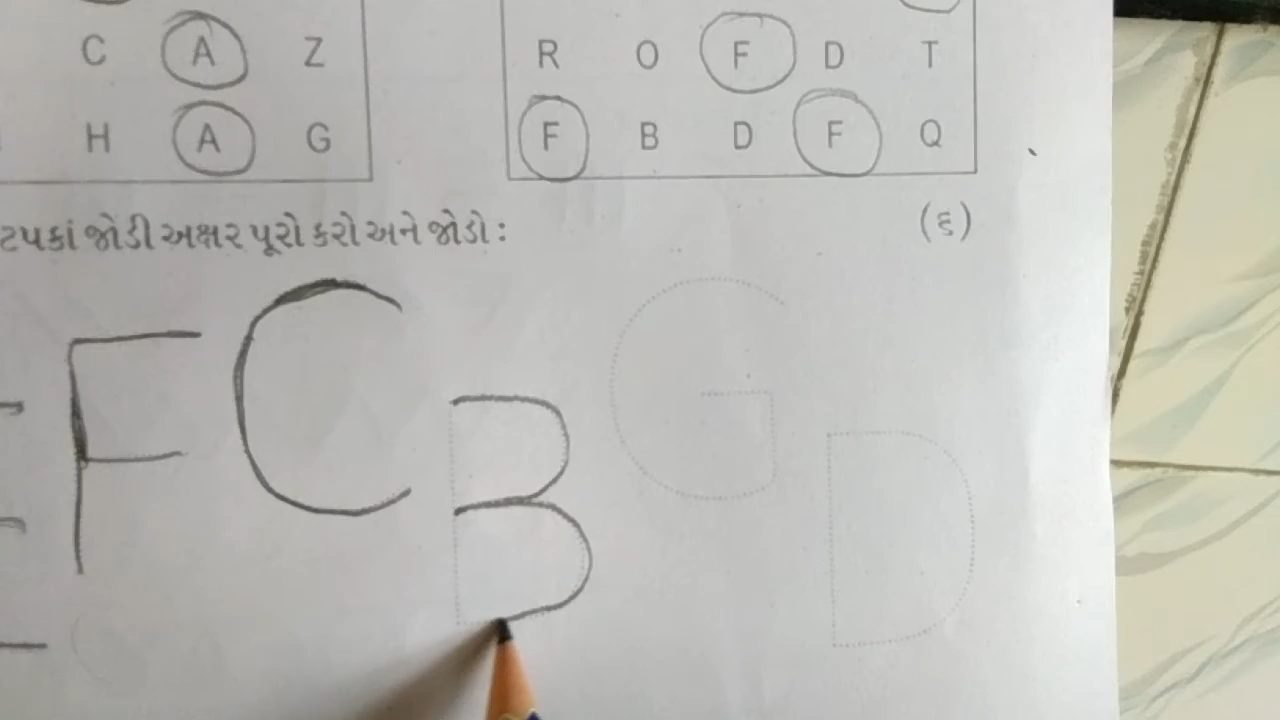 C A Z
R O F D T
H A G
F B D F Q
ટપકાં જોડી અક્ષર પૂરો કરો અને જોડો: (૬)
F C B G D